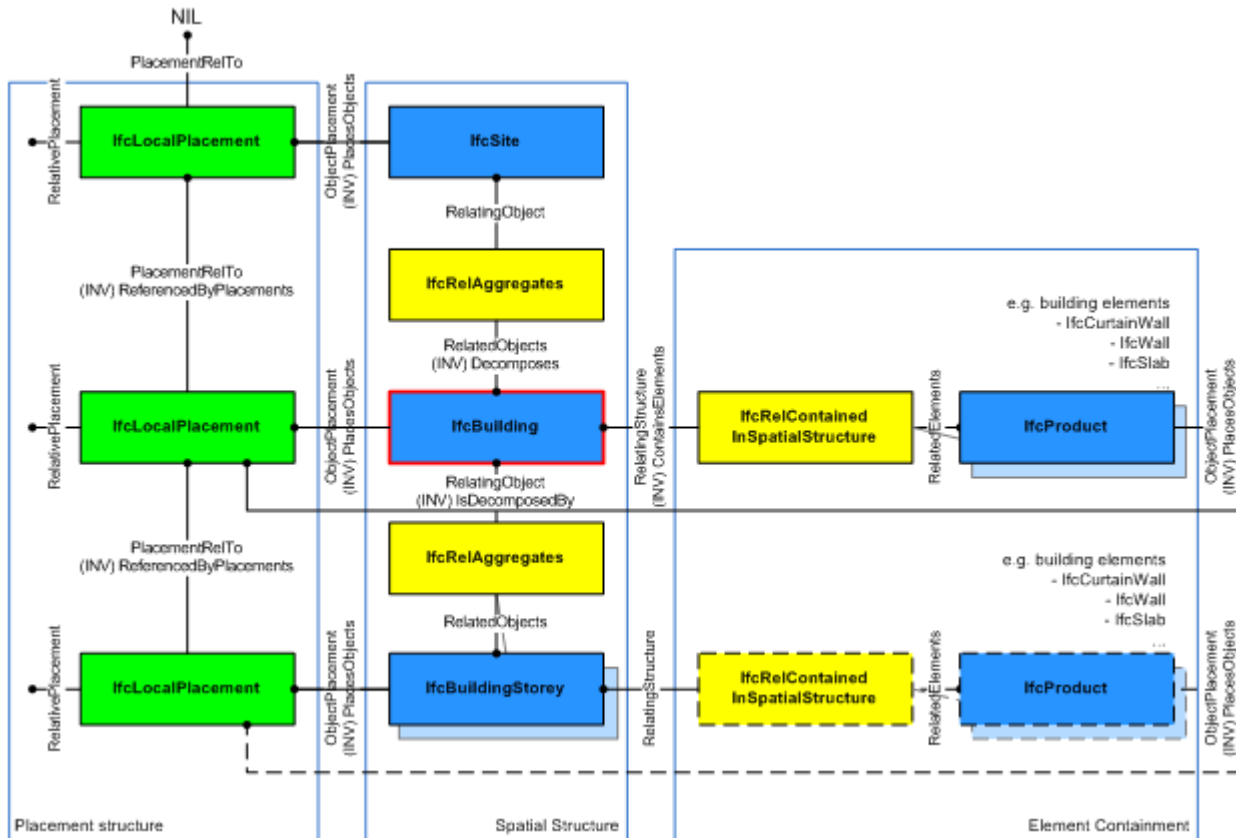 NIL
PlacementRelTo
RelativePlacement
IfcLocalPlacement
ObjectPlacement
(INV) PlacesObjects
IfcSite
RelatingObject
IfcRelAggregates
PlacementRelTo
(INV) ReferencedByPlacements
RelatedObjects
(INV) Decomposes
e.g. building elements
- IfcCurtainWall
- IfcWall
- IfcSlab
...
RelativePlacement
IfcLocalPlacement
ObjectPlacement
(INV) PlacesObjects
IfcBuilding
RelatingStructure
(INV) ContainsElements
IfcRelContained
InSpatialStructure
RelatedElements
IfcProduct
ObjectPlacement
(INV) PlacesObjects
RelatingObject
(INV) IsDecomposedBy
IfcRelAggregates
PlacementRelTo
(INV) ReferencedByPlacements
RelatedObjects
e.g. building elements
- IfcCurtainWall
- IfcWall
- IfcSlab
...
RelativePlacement
IfcLocalPlacement
ObjectPlacement
(INV) PlacesObjects
IfcBuildingStorey
RelatingStructure
IfcRelContained
InSpatialStructure
RelatedElements
IfcProduct
ObjectPlacement
(INV) PlacesObjects
Placement structure
Spatial Structure
Element Containment